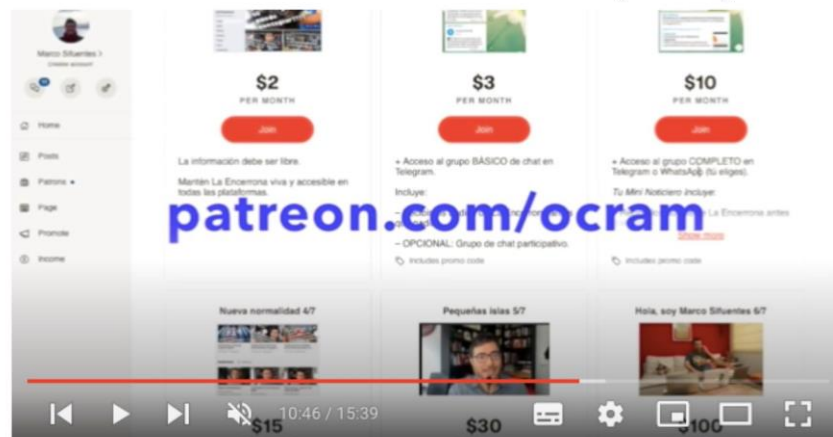 Marco Sifuentes >
Creator account
Home
Posts
Patrons
Page
Promote
Income
$2
PER MONTH
Join
La información debe ser libre.
Mantén La Encerrona viva y accesible en
todas las plataformas.
$3
PER MONTH
Join
+ Acceso al grupo BÁSICO de chat en
Telegram.
Incluye:
– OPCIONAL: Grupo de chat participativo.
Includes promo code
$10
PER MONTH
Join
+ Acceso al grupo COMPLETO en
Telegram o WhatsApp (tú eliges).
Tu Mini Noticiero incluye:
La Encerrona antes
Show more
Includes promo code
patreon.com/ocram
Nueva normalidad 4/7
Pequeñas islas 5/7
Hola, soy Marco Sifuentes 6/7
10:46 / 15:39
$15
$30
$100